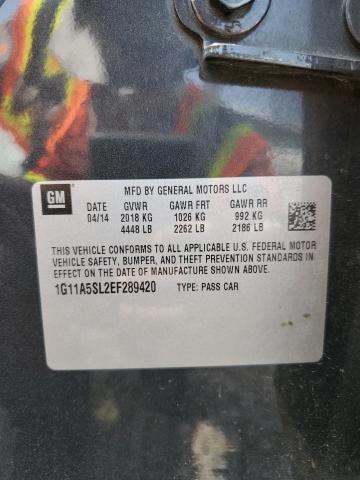 GM
MFD BY GENERAL MOTORS LLC
DATE GVWR GAWR FRT GAWR RR
04/14 2018 KG 1026 KG 992 KG
4448 LB 2262 LB 2186 LB
THIS VEHICLE CONFORMS TO ALL APPLICABLE U.S. FEDERAL MOTOR
VEHICLE SAFETY, BUMPER, AND THEFT PREVENTION STANDARDS
IN EFFECT ON THE DATE OF MANUFACTURE SHOWN ABOVE.
1G11A5SL2EF289420 TYPE: PASS CAR